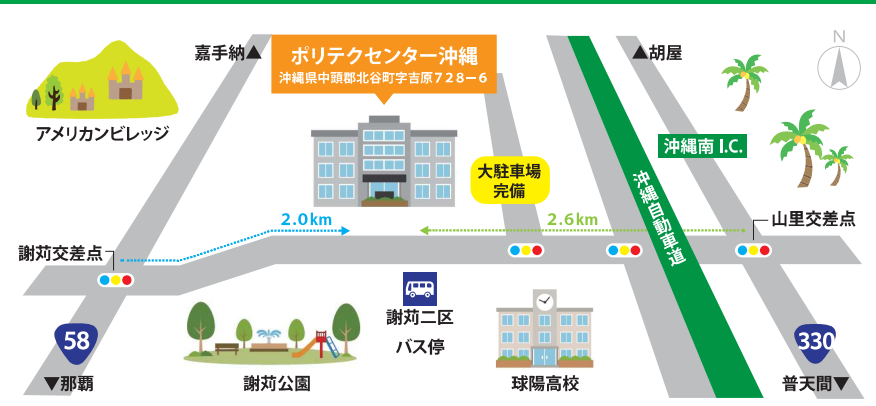 嘉手納▲
ポリテクセンター沖縄
沖縄県中頭郡北谷町字吉原728−6
▲胡屋
N
アメリカンビレッジ
沖縄南 I.C.
大駐車場
完備
沖縄自動車道
2.0km
2.6km
山里交差点
謝苅交差点
謝苅二区
バス停
58
330
▼那覇
謝苅公園
球陽高校
普天間▼